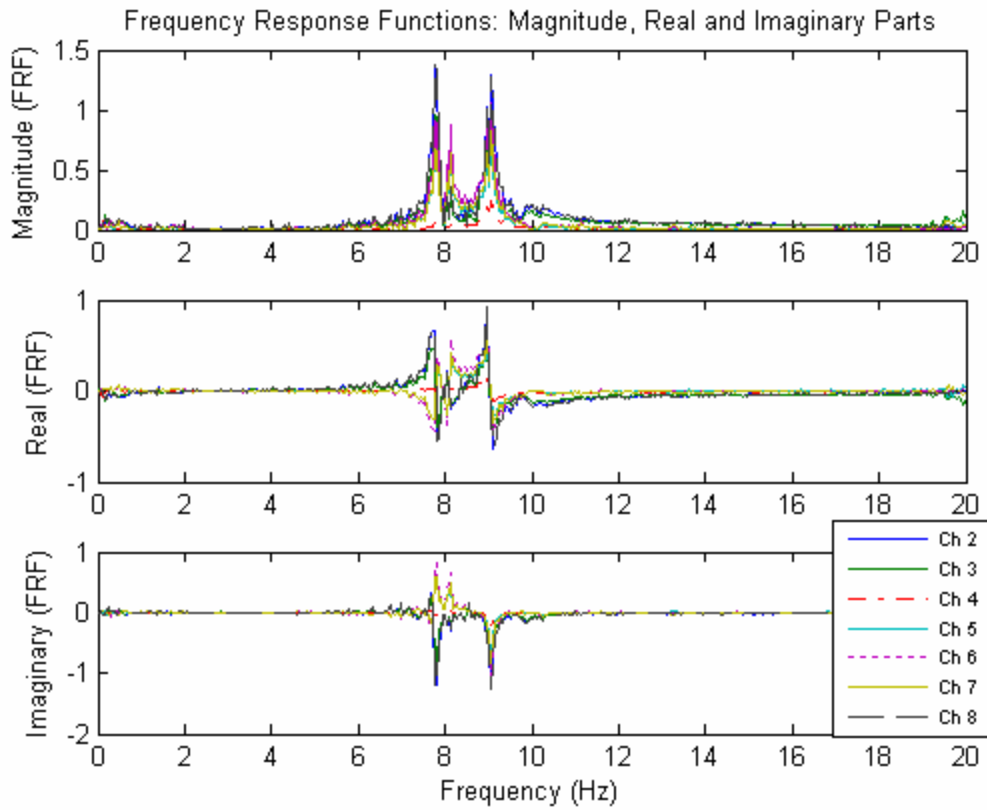 Frequency Response Functions: Magnitude, Real and Imaginary Parts
Magnitude (FRF)
1.5
1
0.5
0
0 2 4 6 8 10 12 14 16 18 20
Real (FRF)
1
0
-1
0 2 4 6 8 10 12 14 16 18 20
Imaginary (FRF)
1
0
-1
-2
0 2 4 6 8 10 12 14 16 18 20
Frequency (Hz)
Ch 2
Ch 3
Ch 4
Ch 5
Ch 6
Ch 7
Ch 8